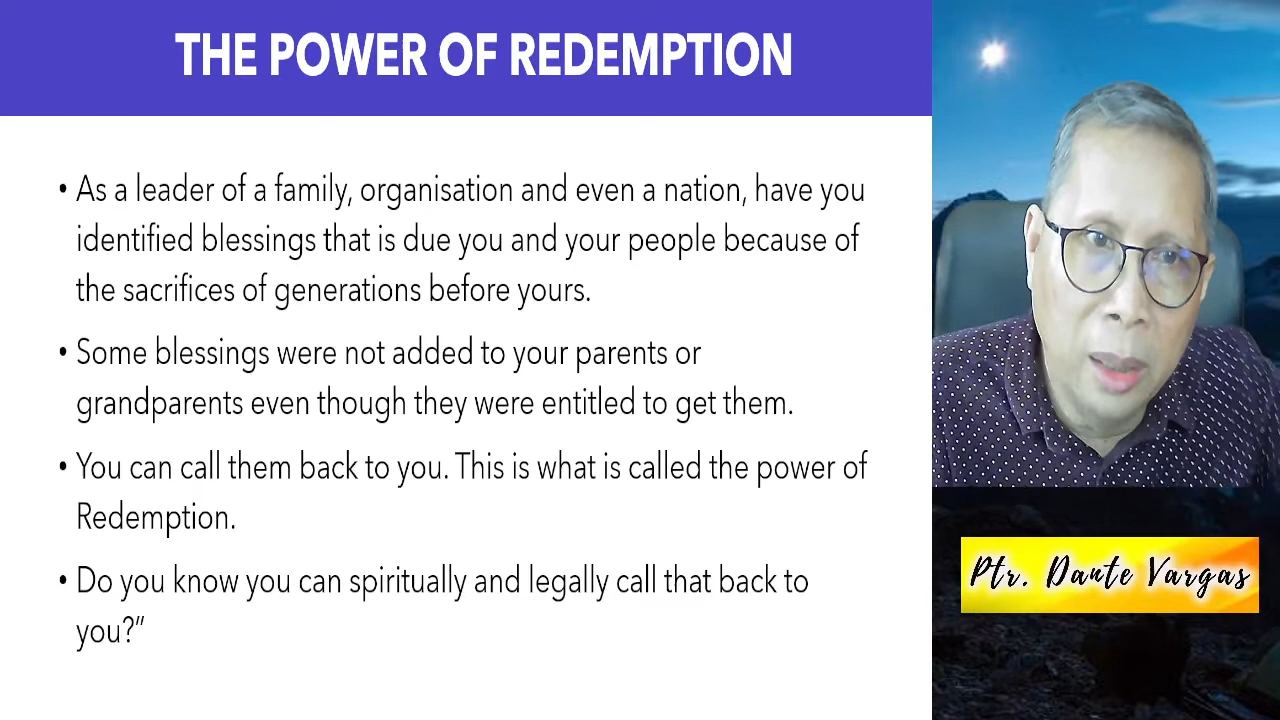 THE POWER OF REDEMPTION
• As a leader of a family, organisation and even a nation, have you
identified blessings that is due you and your people because of
the sacrifices of generations before yours.
• Some blessings were not added to your parents or
grandparents even though they were entitled to get them.
• You can call them back to you. This is what is called the power of
Redemption.
• Do you know you can spiritually and legally call that back to
you?”
Ptr. Dante Vargas